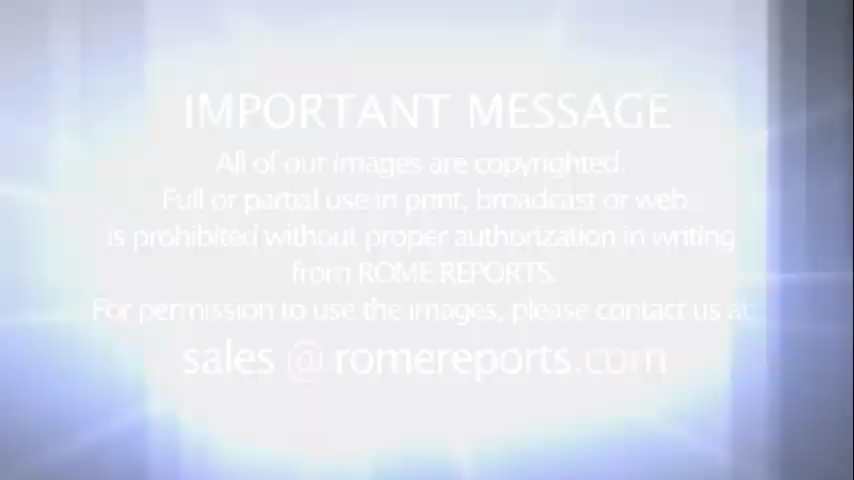 IMPORTANT MESSAGE
All of our images are copyrighted.
Full or partial use in print, broadcast or web
is prohibited without proper authorization in writing
from ROME REPORTS.
For permission to use the images, please contact us at:
sales @ romereports.com